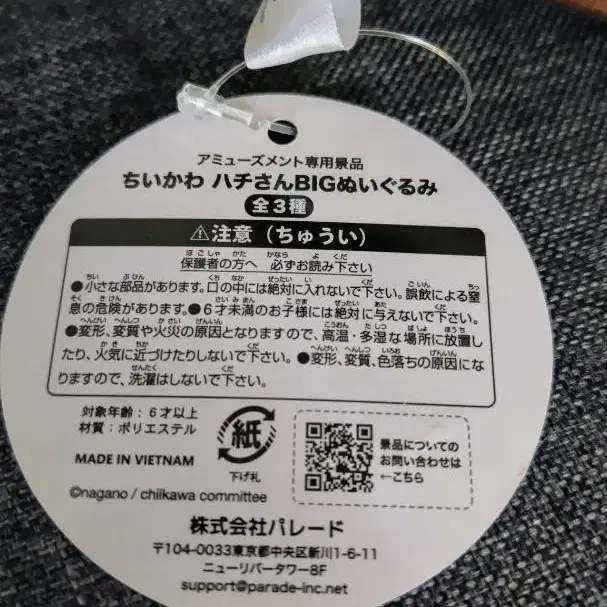 アミューズメント専用景品
ちいかわ ハチさんBIGぬいぐるみ
全3種
⚠注意（ちゅうい）
保護者の方へ 必ずお読み下さい
●小さな部品があります。口の中には絶対に入れないで下さい。誤飲による窒
息の危険があります。●6才未満のお子様には絶対に与えないで下さい。
●変形、変質や火災の原因となりますので、高温・多湿な場所に放置し
たり、火気に近づけたりしないで下さい。●変形、変質、色落ちの原因にな
りますので、洗濯はしないで下さい。
対象年齢：6才以上
材質：ポリエステル
MADE IN VIETNAM
紙
下げ札
景品についての
お問い合わせは
←こちら
©nagano / chiikawa committee
株式会社パレード
〒104-0033東京都中央区新川1-6-11
ニューリバータワー8F
support@parade-inc.net